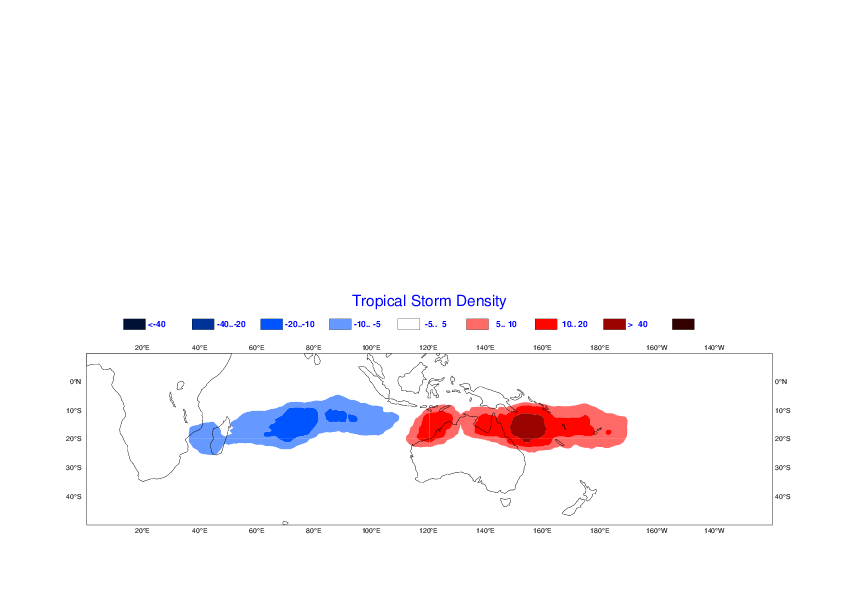 Tropical Storm Density
<-40 -40..-20 -20..-10 -10.. -5 -5.. 5 5.. 10 10.. 20 > 40
20°E 40°E 60°E 80°E 100°E 120°E 140°E 160°E 180°E 160°W 140°W
0°N 0°N
10°S 10°S
20°S 20°S
30°S 30°S
40°S 40°S
20°E 40°E 60°E 80°E 100°E 120°E 140°E 160°E 180°E 160°W 140°W